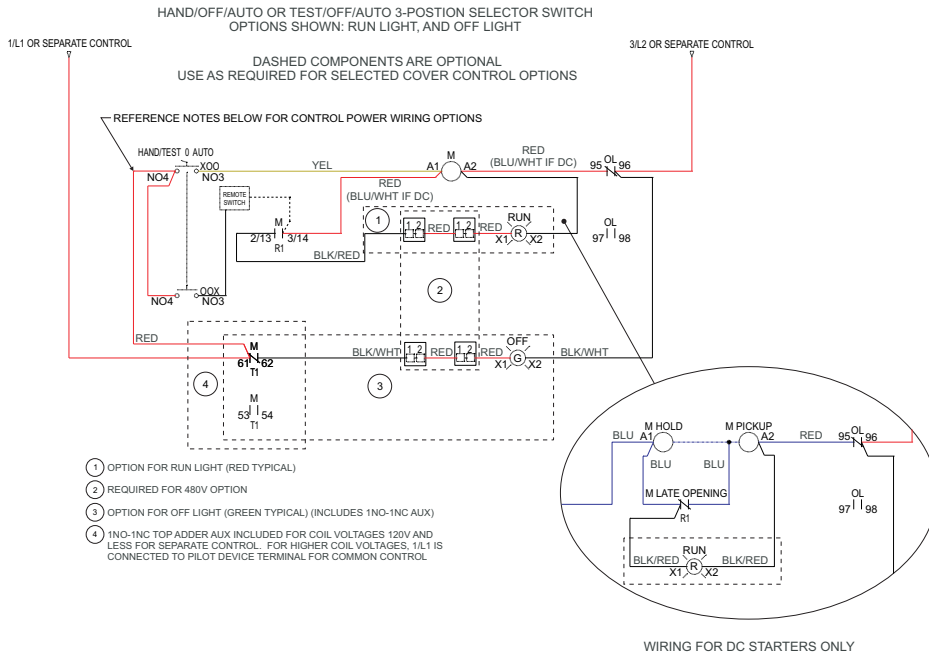 HAND/OFF/AUTO OR TEST/OFF/AUTO 3-POSTION SELECTOR SWITCH
OPTIONS SHOWN: RUN LIGHT, AND OFF LIGHT
1/L1 OR SEPARATE CONTROL
3/L2 OR SEPARATE CONTROL
DASHED COMPONENTS ARE OPTIONAL
USE AS REQUIRED FOR SELECTED COVER CONTROL OPTIONS
REFERENCE NOTES BELOW FOR CONTROL POWER WIRING OPTIONS
HAND/TEST 0 AUTO
XOO
NO4 NO3
YEL
M
A1 A2
RED
(BLU/WHT IF DC)
OL
95 96
REMOTE
SWITCH
RED
(BLU/WHT IF DC)
M
2/13 3/14
R1
BLK/RED
1
1 2
RED
1 2
RED
RUN
X1 R X2
OL
97 98
OOX
NO4 NO3
2
RED
M
61 62
T1
BLK/WHT
1 2
RED
1 2
RED
OFF
X1 G X2
BLK/WHT
4
3
M
53 54
T1
1 OPTION FOR RUN LIGHT (RED TYPICAL)
2 REQUIRED FOR 480V OPTION
3 OPTION FOR OFF LIGHT (GREEN TYPICAL) (INCLUDES 1NO-1NC AUX)
4 1NO-1NC TOP ADDER AUX INCLUDED FOR COIL VOLTAGES 120V AND
LESS FOR SEPARATE CONTROL. FOR HIGHER COIL VOLTAGES, 1/L1 IS
CONNECTED TO PILOT DEVICE TERMINAL FOR COMMON CONTROL
BLU
M HOLD
A1
M PICKUP
A2
RED
OL
95 96
BLU
BLU
M LATE OPENING
R1
OL
97 98
RUN
BLK/RED
X1 R X2
BLK/RED
WIRING FOR DC STARTERS ONLY